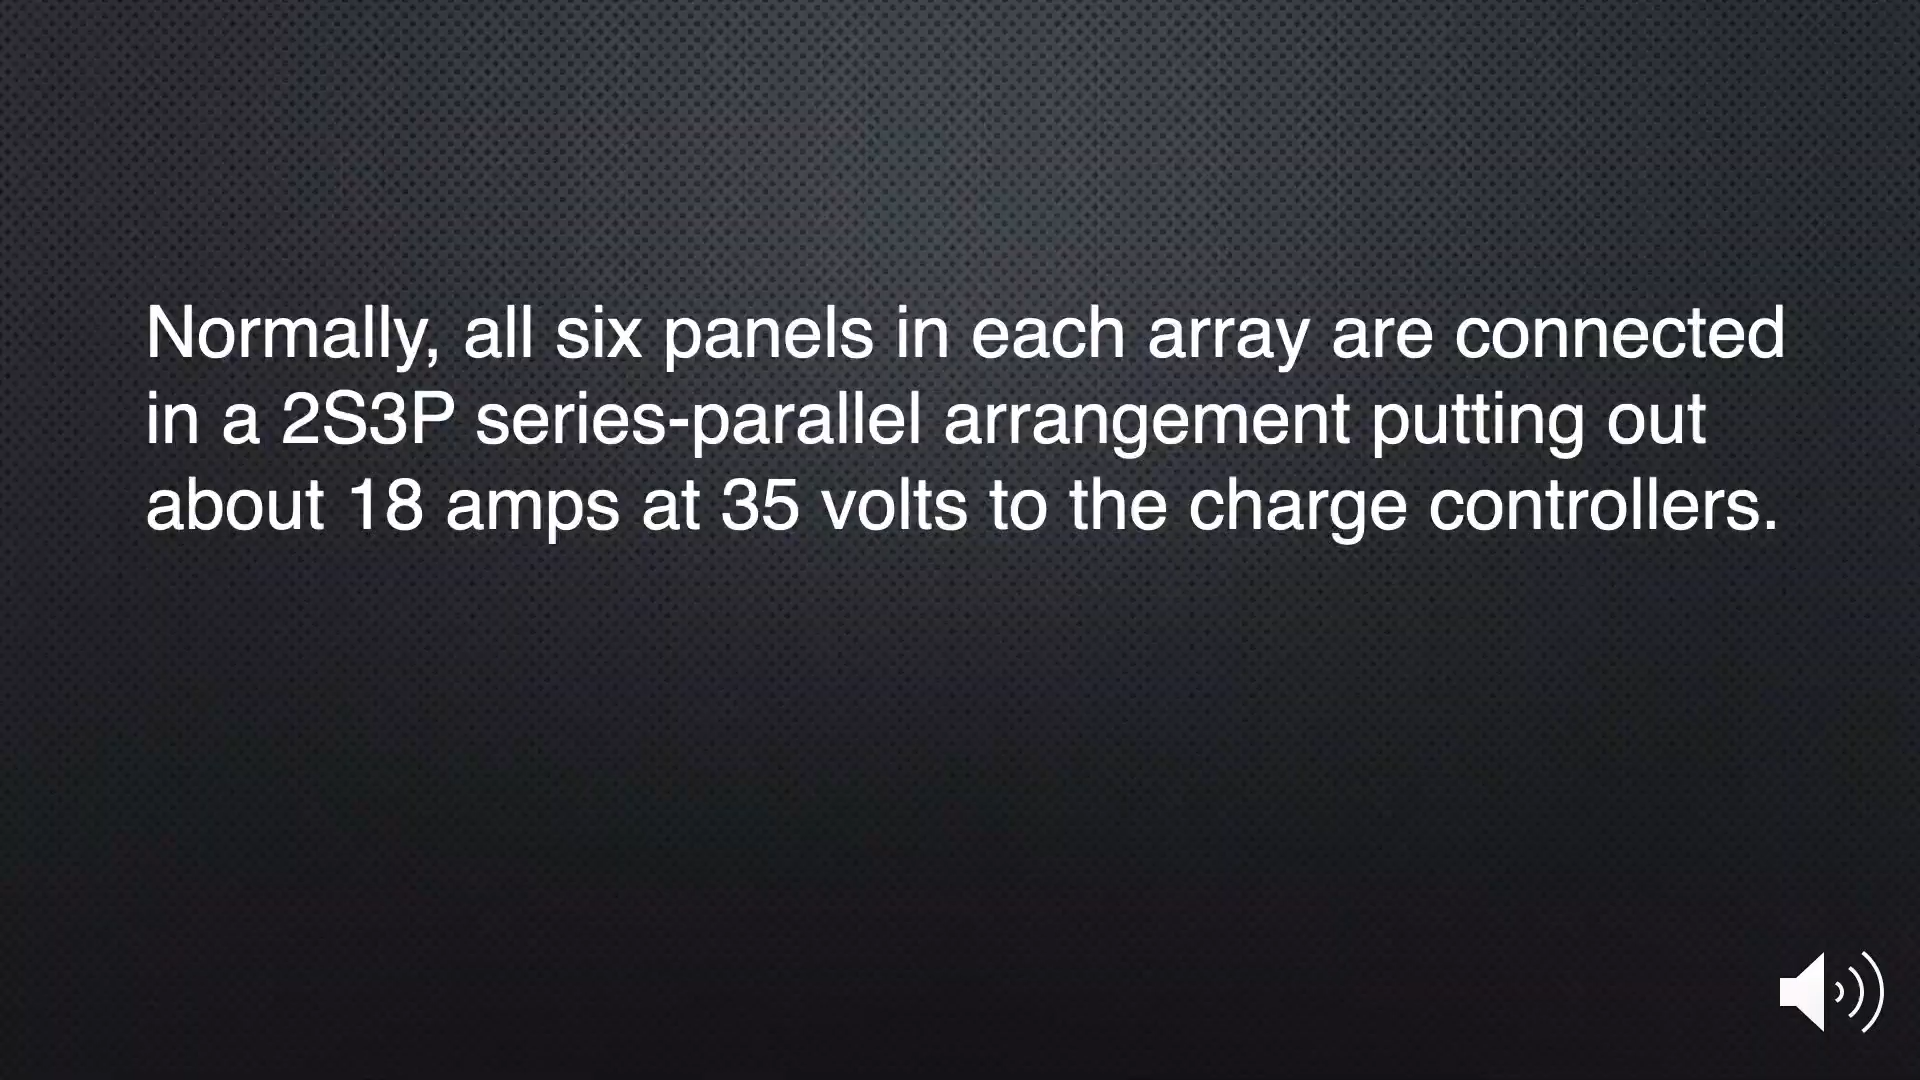 Normally, all six panels in each array are connected
in a 2S3P series-parallel arrangement putting out
about 18 amps at 35 volts to the charge controllers.